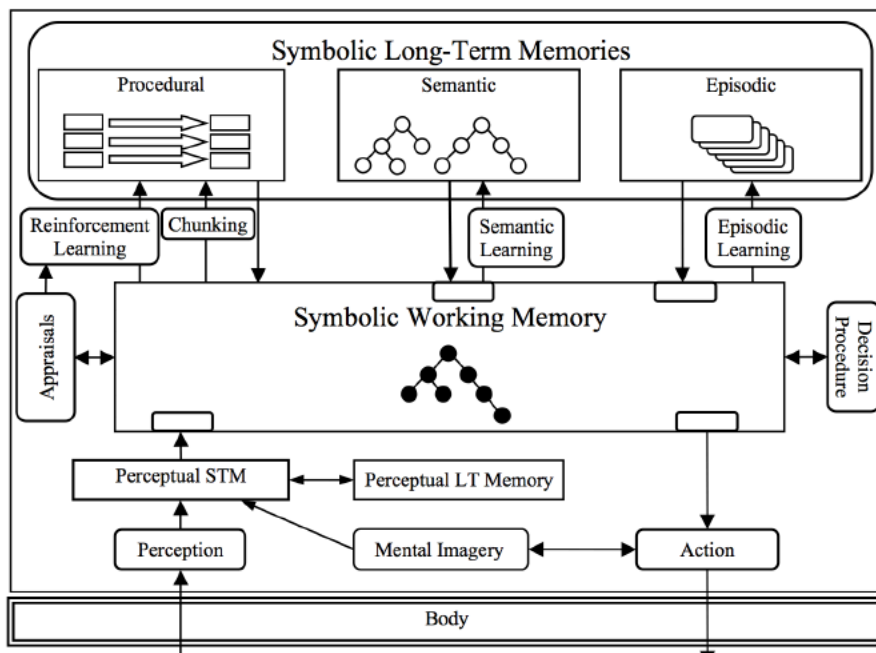 Symbolic Long-Term Memories
Procedural
Semantic
Episodic
Reinforcement
Learning
Chunking
Semantic
Learning
Episodic
Learning
Symbolic Working Memory
Appraisals
Decision
Procedure
Perceptual STM
Perceptual LT Memory
Perception
Mental Imagery
Action
Body